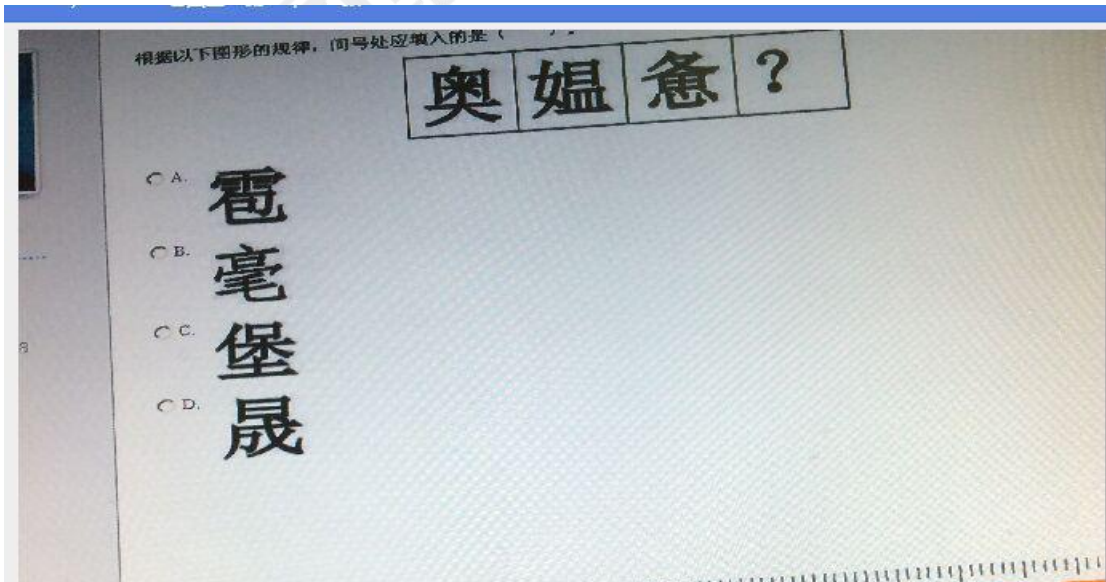 根据以下图形的规律，问号处应填入的是（ ）。
奥 媪 惫 ？
A. 雹
B. 毫
C. 堡
D. 晟
8